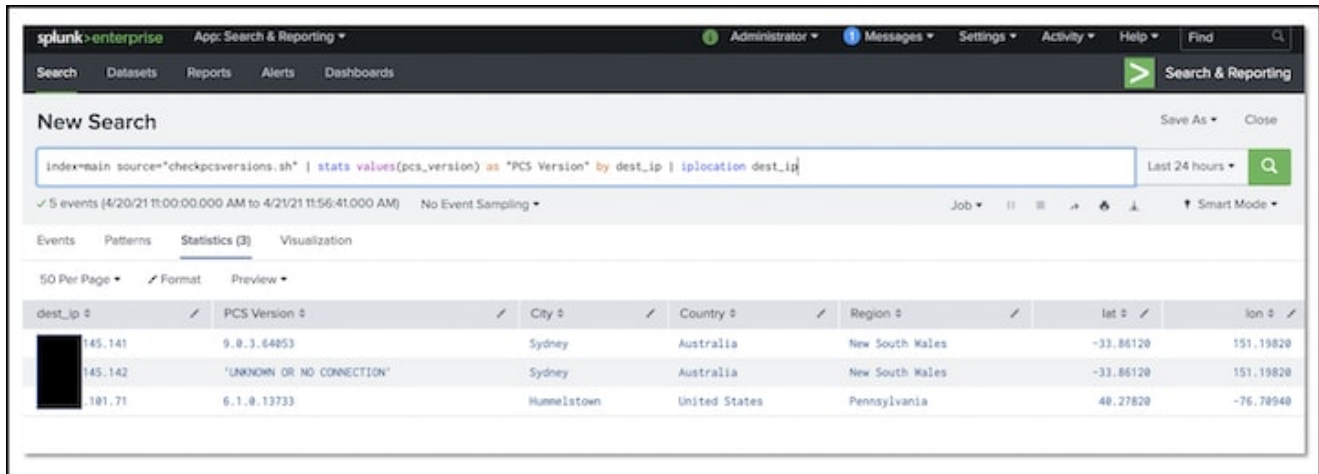 splunk>enterprise App: Search & Reporting Administrator 1 Messages Settings Activity Help Find
Search Datasets Reports Alerts Dashboards Search & Reporting
New Search Save As Close
index=main source="checkpcsversions.sh" | stats values(pcs_version) as "PCS Version" by dest_ip | iplocation dest_ip Last 24 hours
✓ 5 events (4/20/21 11:00:00.000 AM to 4/21/21 11:56:41.000 AM) No Event Sampling Job Smart Mode
Events Patterns Statistics (3) Visualization
50 Per Page Format Preview
dest_ip PCS Version City Country Region lat lon
145.141 9.0.3.64053 Sydney Australia New South Wales -33.86120 151.19820
145.142 'UNKNOWN OR NO CONNECTION' Sydney Australia New South Wales -33.86120 151.19820
.101.71 6.1.0.13733 Hummelstown United States Pennsylvania 40.27820 -76.70940